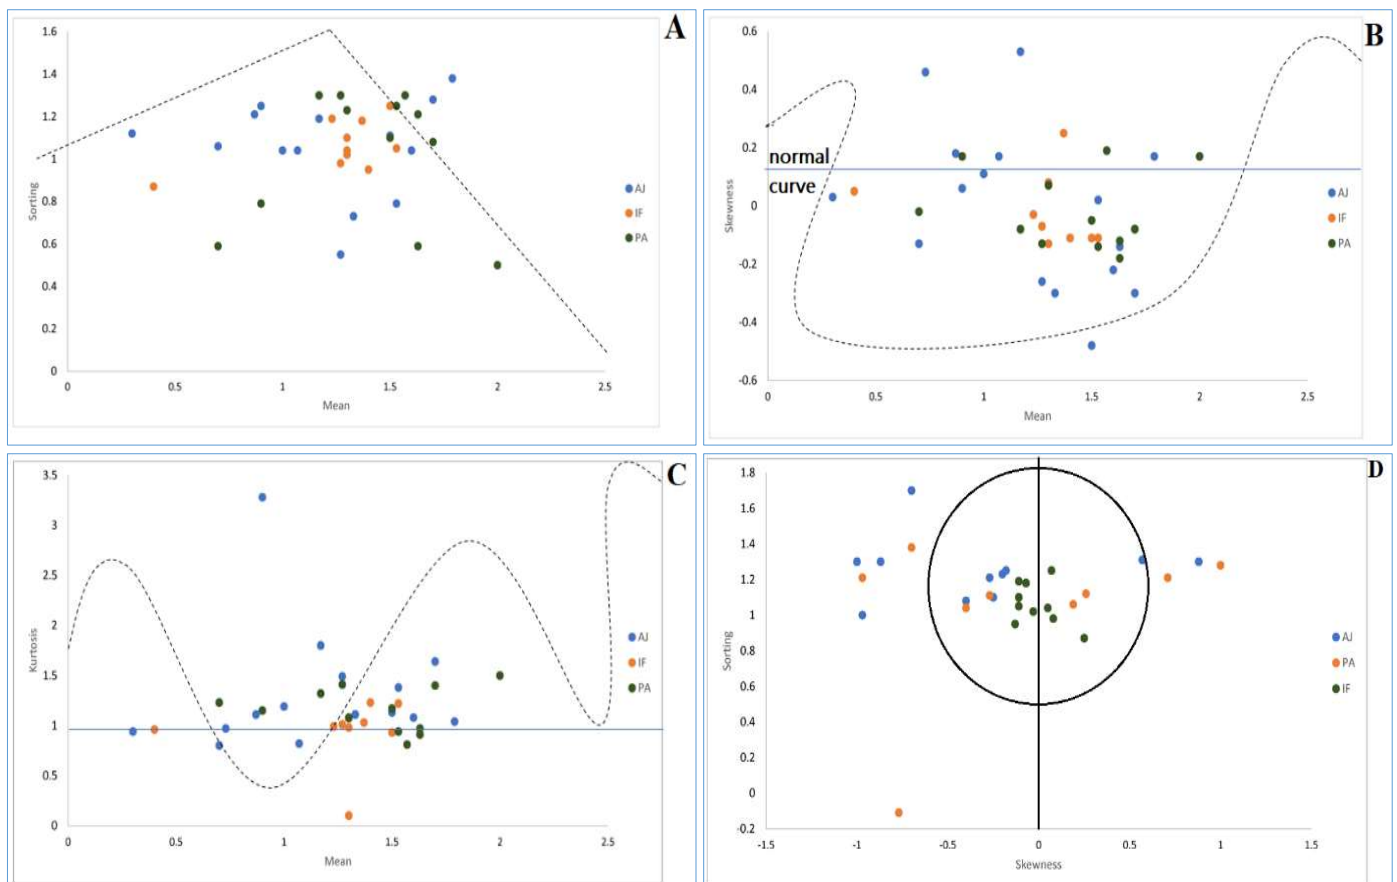 A
1.6
1.4
1.2
1
0.8
0.6
0.4
0.2
0
Sorting
0 0.5 1 1.5 2 2.5
Mean
AJ
IF
PA
B
0.6
0.4
0.2
0
-0.2
-0.4
-0.6
Skewness
normal
curve
0 0.5 1 1.5 2 2.5
Mean
AJ
IF
PA
C
3.5
3
2.5
2
1.5
1
0.5
0
Kurtosis
0 0.5 1 1.5 2 2.5
Mean
AJ
IF
PA
D
1.8
1.6
1.4
1.2
1
0.8
0.6
0.4
0.2
0
-0.2
Sorting
-1.5 -1 -0.5 0 0.5 1 1.5
Skewness
AJ
PA
IF